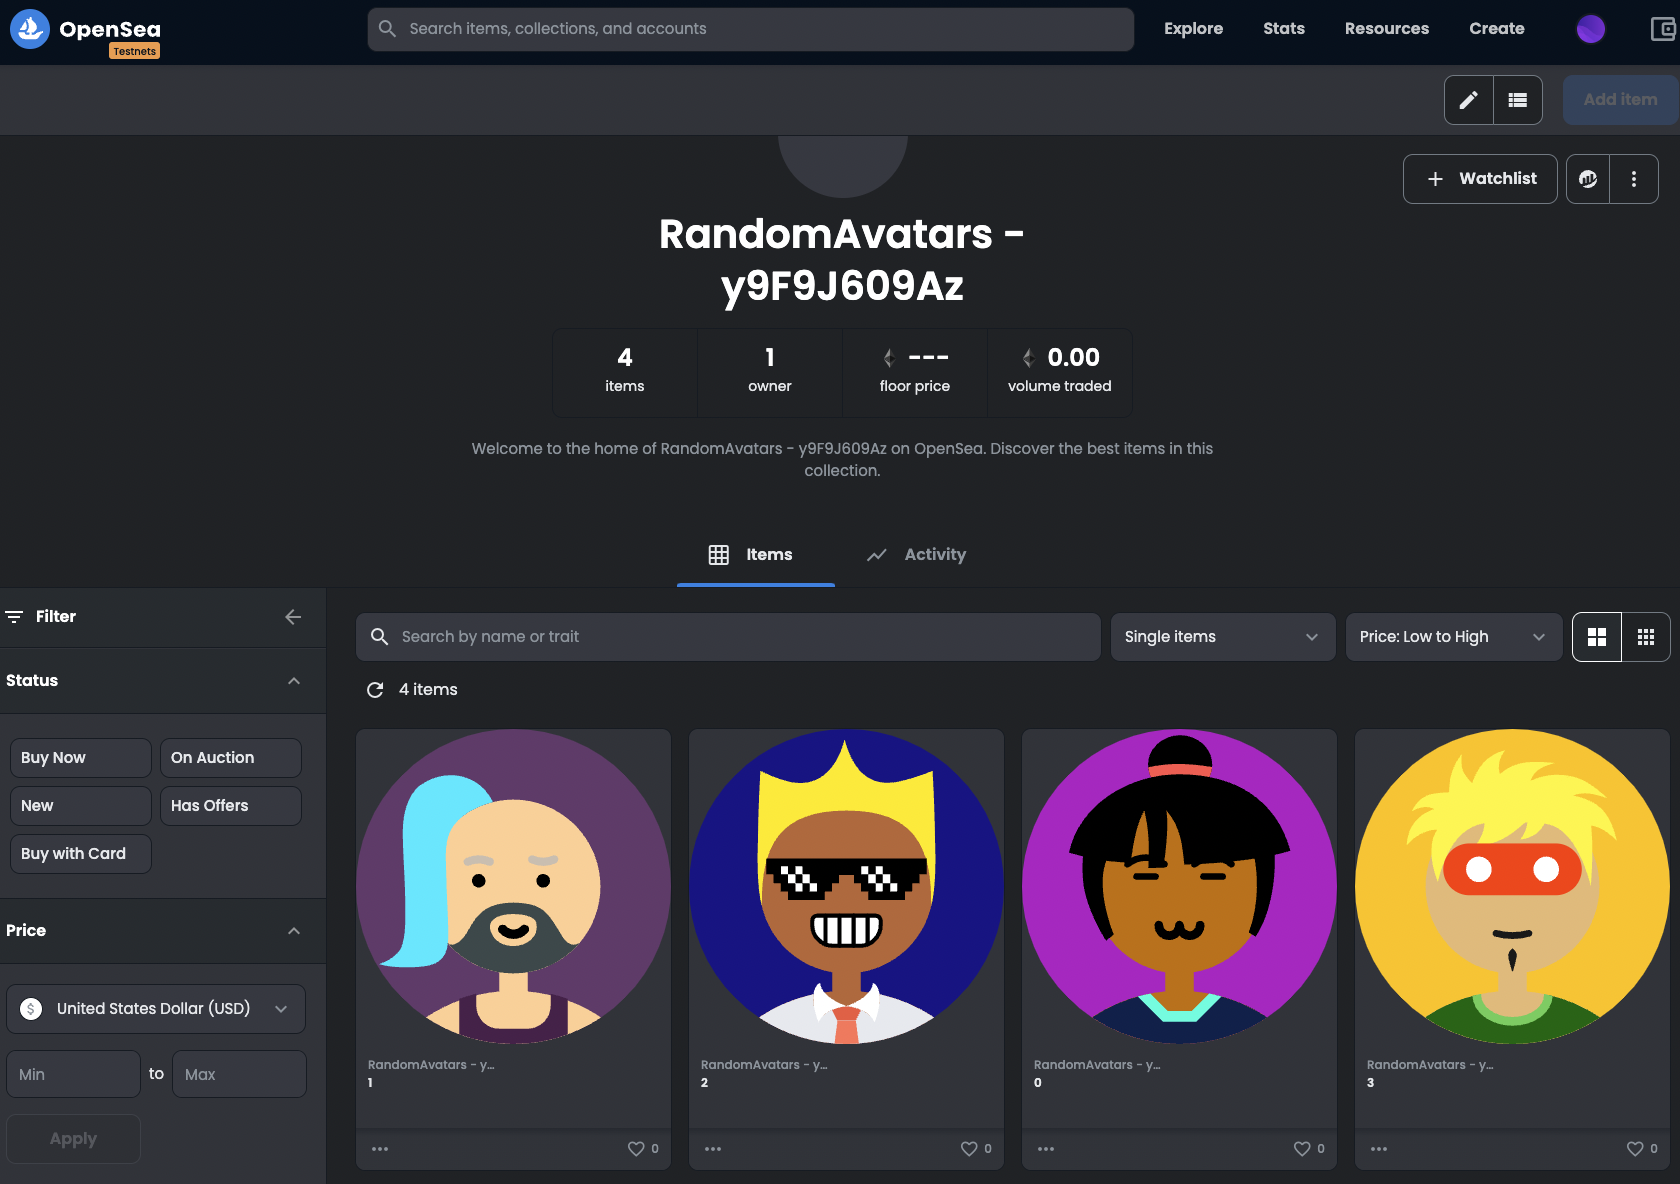 OpenSea
Testnets
Search items, collections, and accounts
Explore
Stats
Resources
Create
Add item
Watchlist
RandomAvatars -
y9F9J609Az
4
items
1
owner
---
floor price
0.00
volume traded
Welcome to the home of RandomAvatars - y9F9J609Az on OpenSea. Discover the best items in this
collection.
Items
Activity
Filter
Search by name or trait
Single items
Price: Low to High
Status
4 items
Buy Now
On Auction
New
Has Offers
Buy with Card
Price
$
United States Dollar (USD)
Min
to
Max
Apply
RandomAvatars - y...
1
0
RandomAvatars - y...
2
0
RandomAvatars - y...
0
0
RandomAvatars - y...
3
0